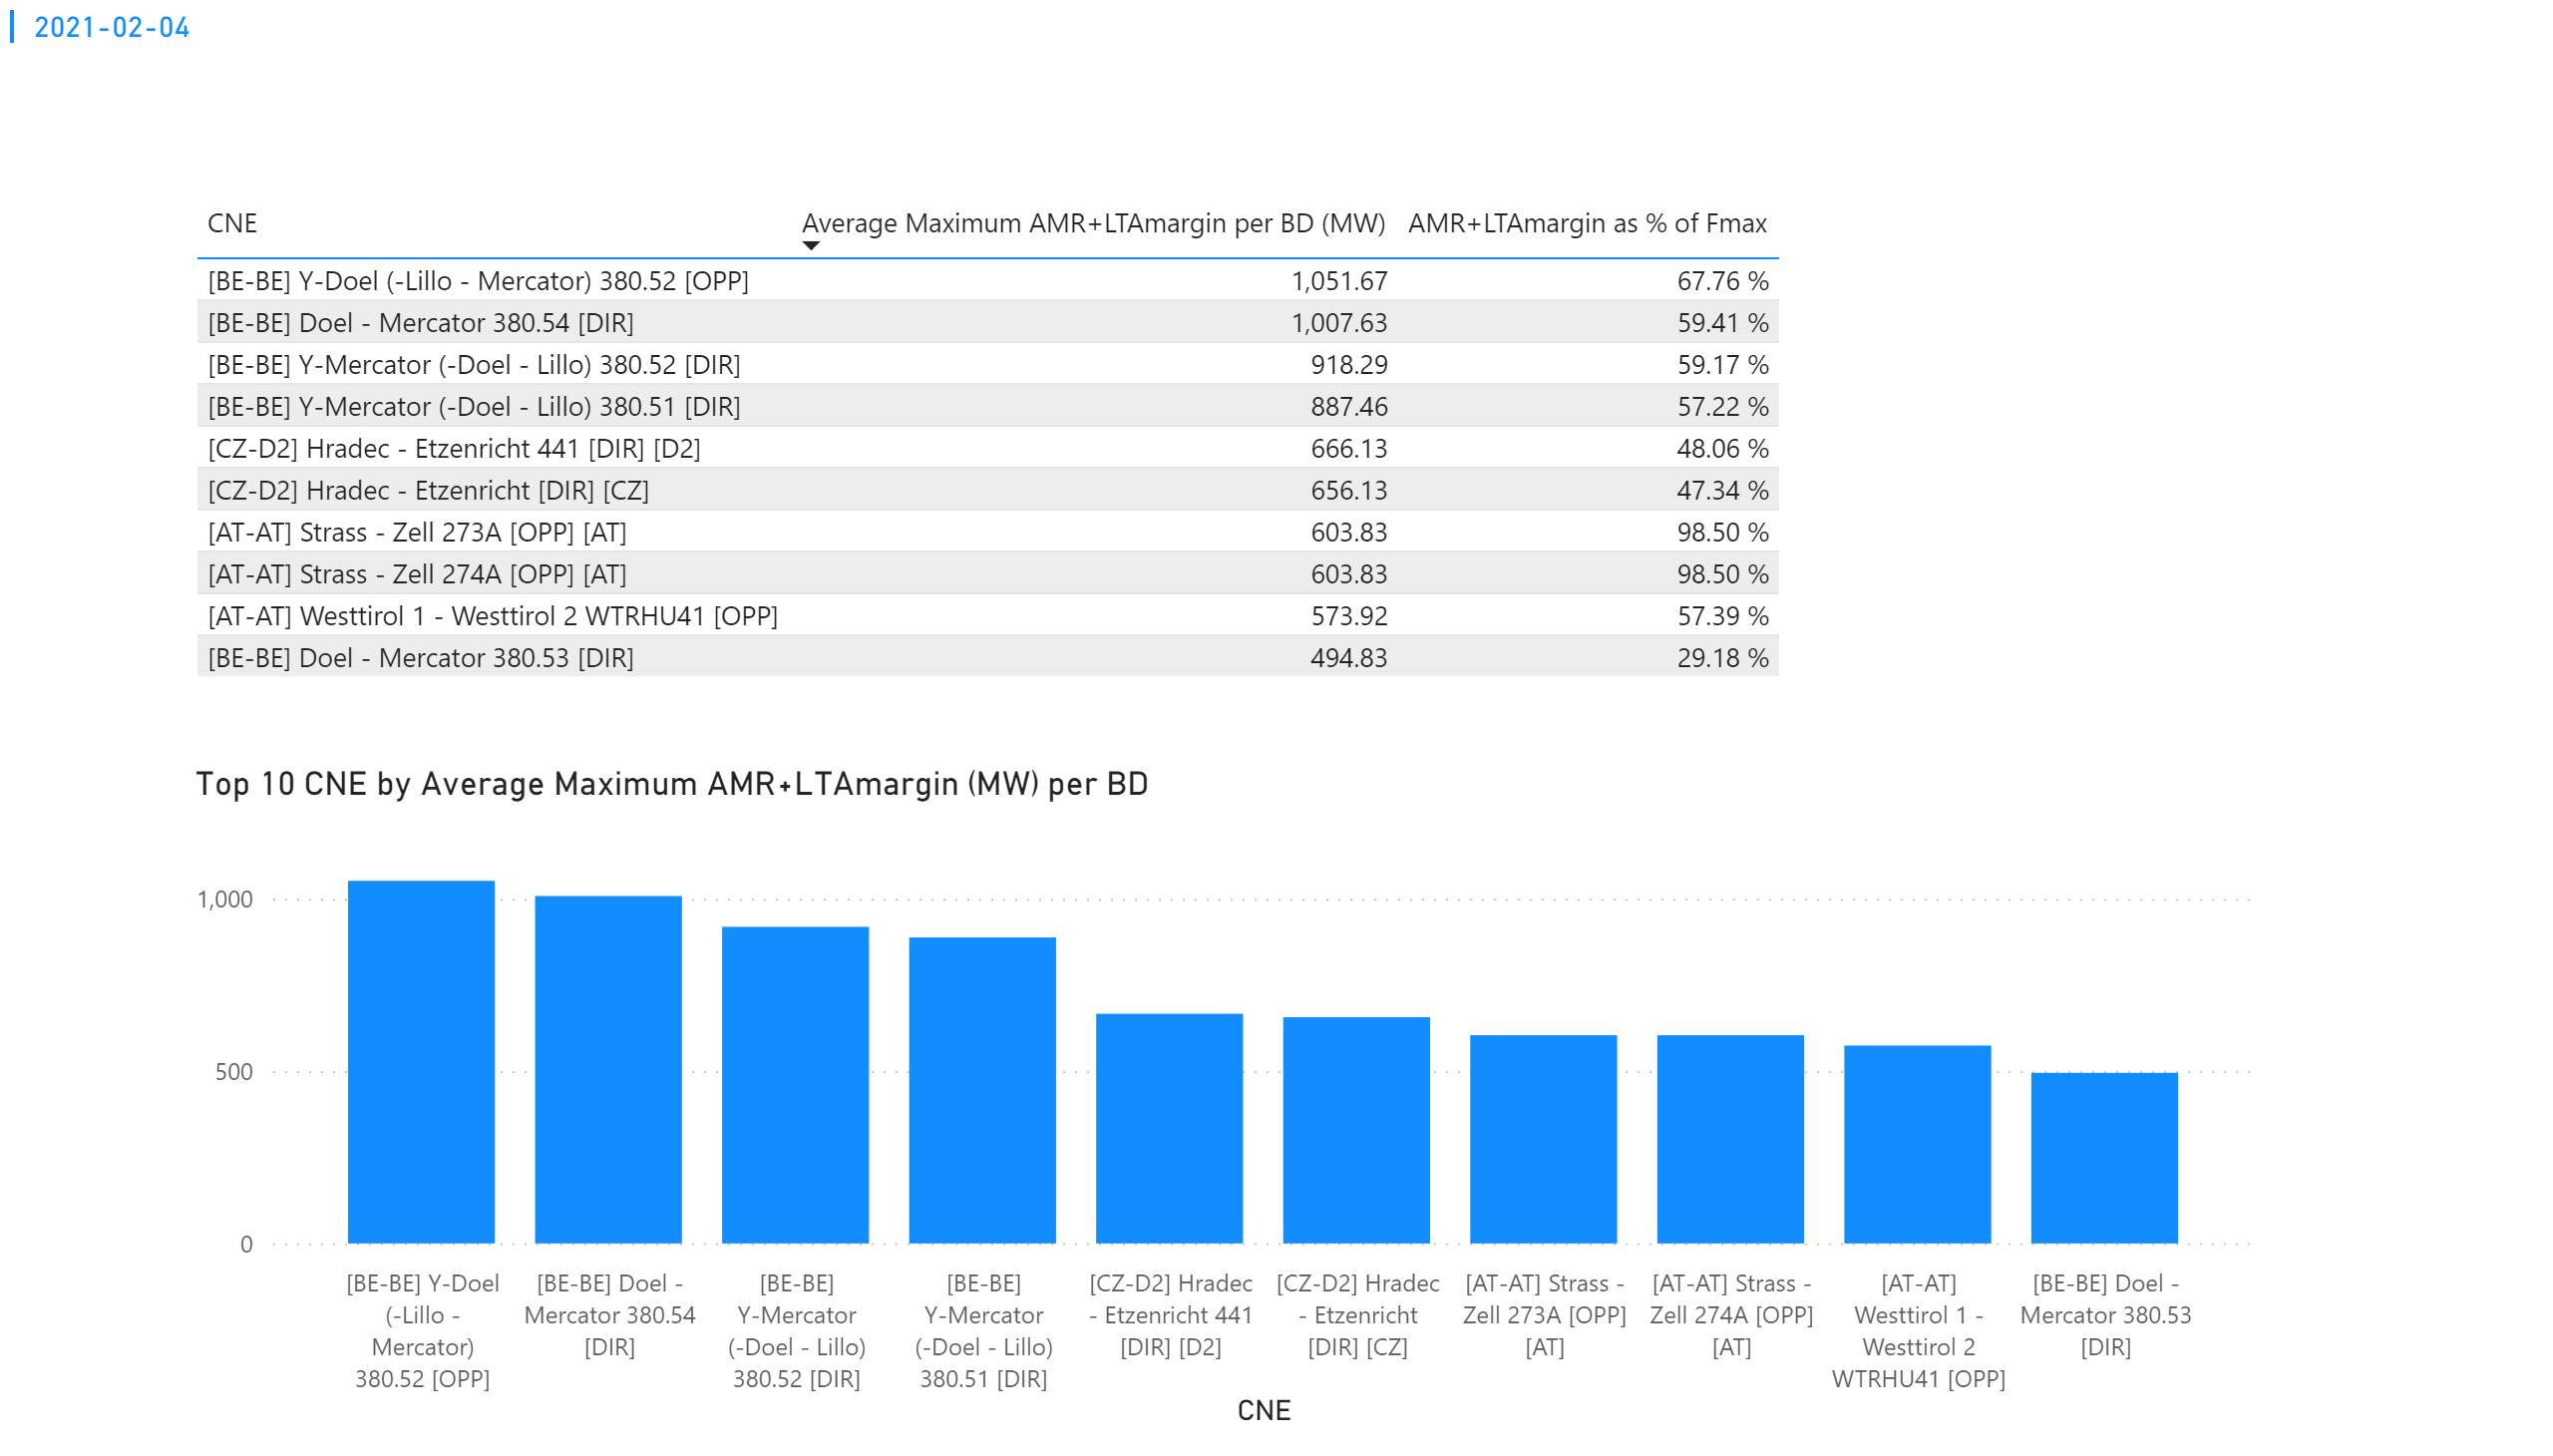 2021-02-04
CNE Average Maximum AMR+LTAmargin per BD (MW) AMR+LTAmargin as % of Fmax
[BE-BE] Y-Doel (-Lillo - Mercator) 380.52 [OPP] 1,051.67 67.76 %
[BE-BE] Doel - Mercator 380.54 [DIR] 1,007.63 59.41 %
[BE-BE] Y-Mercator (-Doel - Lillo) 380.52 [DIR] 918.29 59.17 %
[BE-BE] Y-Mercator (-Doel - Lillo) 380.51 [DIR] 887.46 57.22 %
[CZ-D2] Hradec - Etzenricht 441 [DIR] [D2] 666.13 48.06 %
[CZ-D2] Hradec - Etzenricht [DIR] [CZ] 656.13 47.34 %
[AT-AT] Strass - Zell 273A [OPP] [AT] 603.83 98.50 %
[AT-AT] Strass - Zell 274A [OPP] [AT] 603.83 98.50 %
[AT-AT] Westtirol 1 - Westtirol 2 WTRHU41 [OPP] 573.92 57.39 %
[BE-BE] Doel - Mercator 380.53 [DIR] 494.83 29.18 %
Top 10 CNE by Average Maximum AMR+LTAmargin (MW) per BD
1,000
500
0
[BE-BE] Y-Doel
(-Lillo -
Mercator)
380.52 [OPP]
[BE-BE] Doel -
Mercator 380.54
[DIR]
[BE-BE]
Y-Mercator
(-Doel - Lillo)
380.52 [DIR]
[BE-BE]
Y-Mercator
(-Doel - Lillo)
380.51 [DIR]
[CZ-D2] Hradec
- Etzenricht 441
[DIR] [D2]
[CZ-D2] Hradec
- Etzenricht
[DIR] [CZ]
[AT-AT] Strass -
Zell 273A [OPP]
[AT]
[AT-AT] Strass -
Zell 274A [OPP]
[AT]
[AT-AT]
Westtirol 1 -
Westtirol 2
WTRHU41 [OPP]
[BE-BE] Doel -
Mercator 380.53
[DIR]
CNE